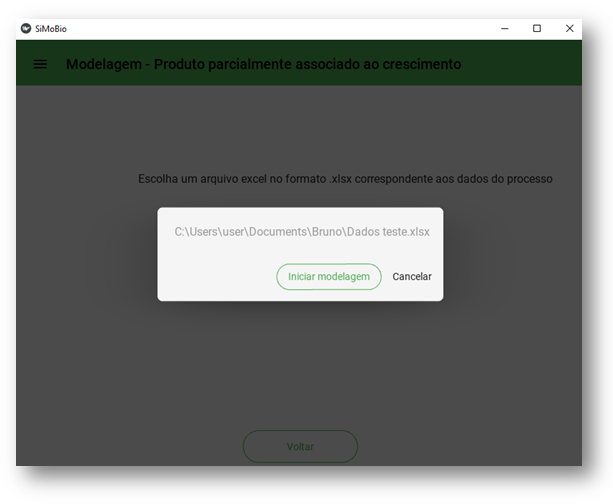 SiMoBio
Modelagem - Produto parcialmente associado ao crescimento
Escolha um arquivo excel no formato .xlsx correspondente aos dados do processo
C:\Users\user\Documents\Bruno\Dados teste.xlsx
Iniciar modelagem Cancelar
Voltar